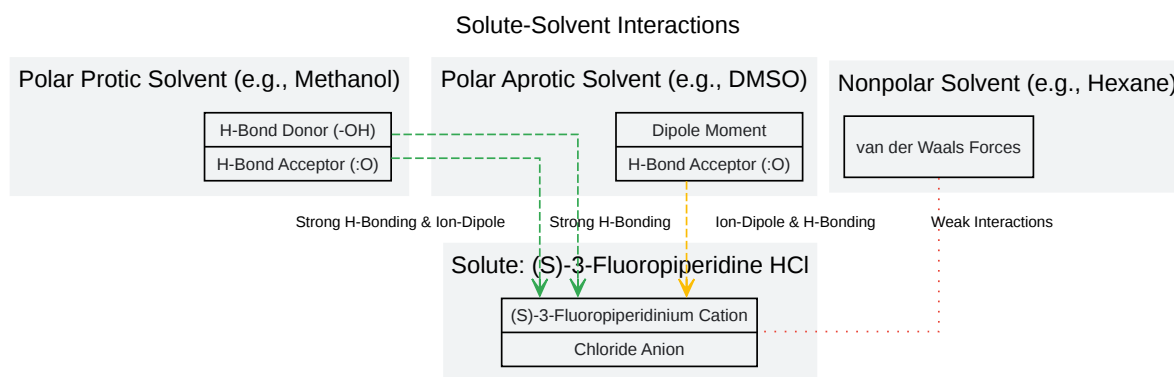 Solute-Solvent Interactions
Polar Protic Solvent (e.g., Methanol)
H-Bond Donor (-OH)
H-Bond Acceptor (:O)
Polar Aprotic Solvent (e.g., DMSO)
Dipole Moment
H-Bond Acceptor (:O)
Nonpolar Solvent (e.g., Hexane)
van der Waals Forces
Strong H-Bonding & Ion-Dipole
Strong H-Bonding
Ion-Dipole & H-Bonding
Weak Interactions
Solute: (S)-3-Fluoropiperidine HCl
(S)-3-Fluoropiperidinium Cation
Chloride Anion